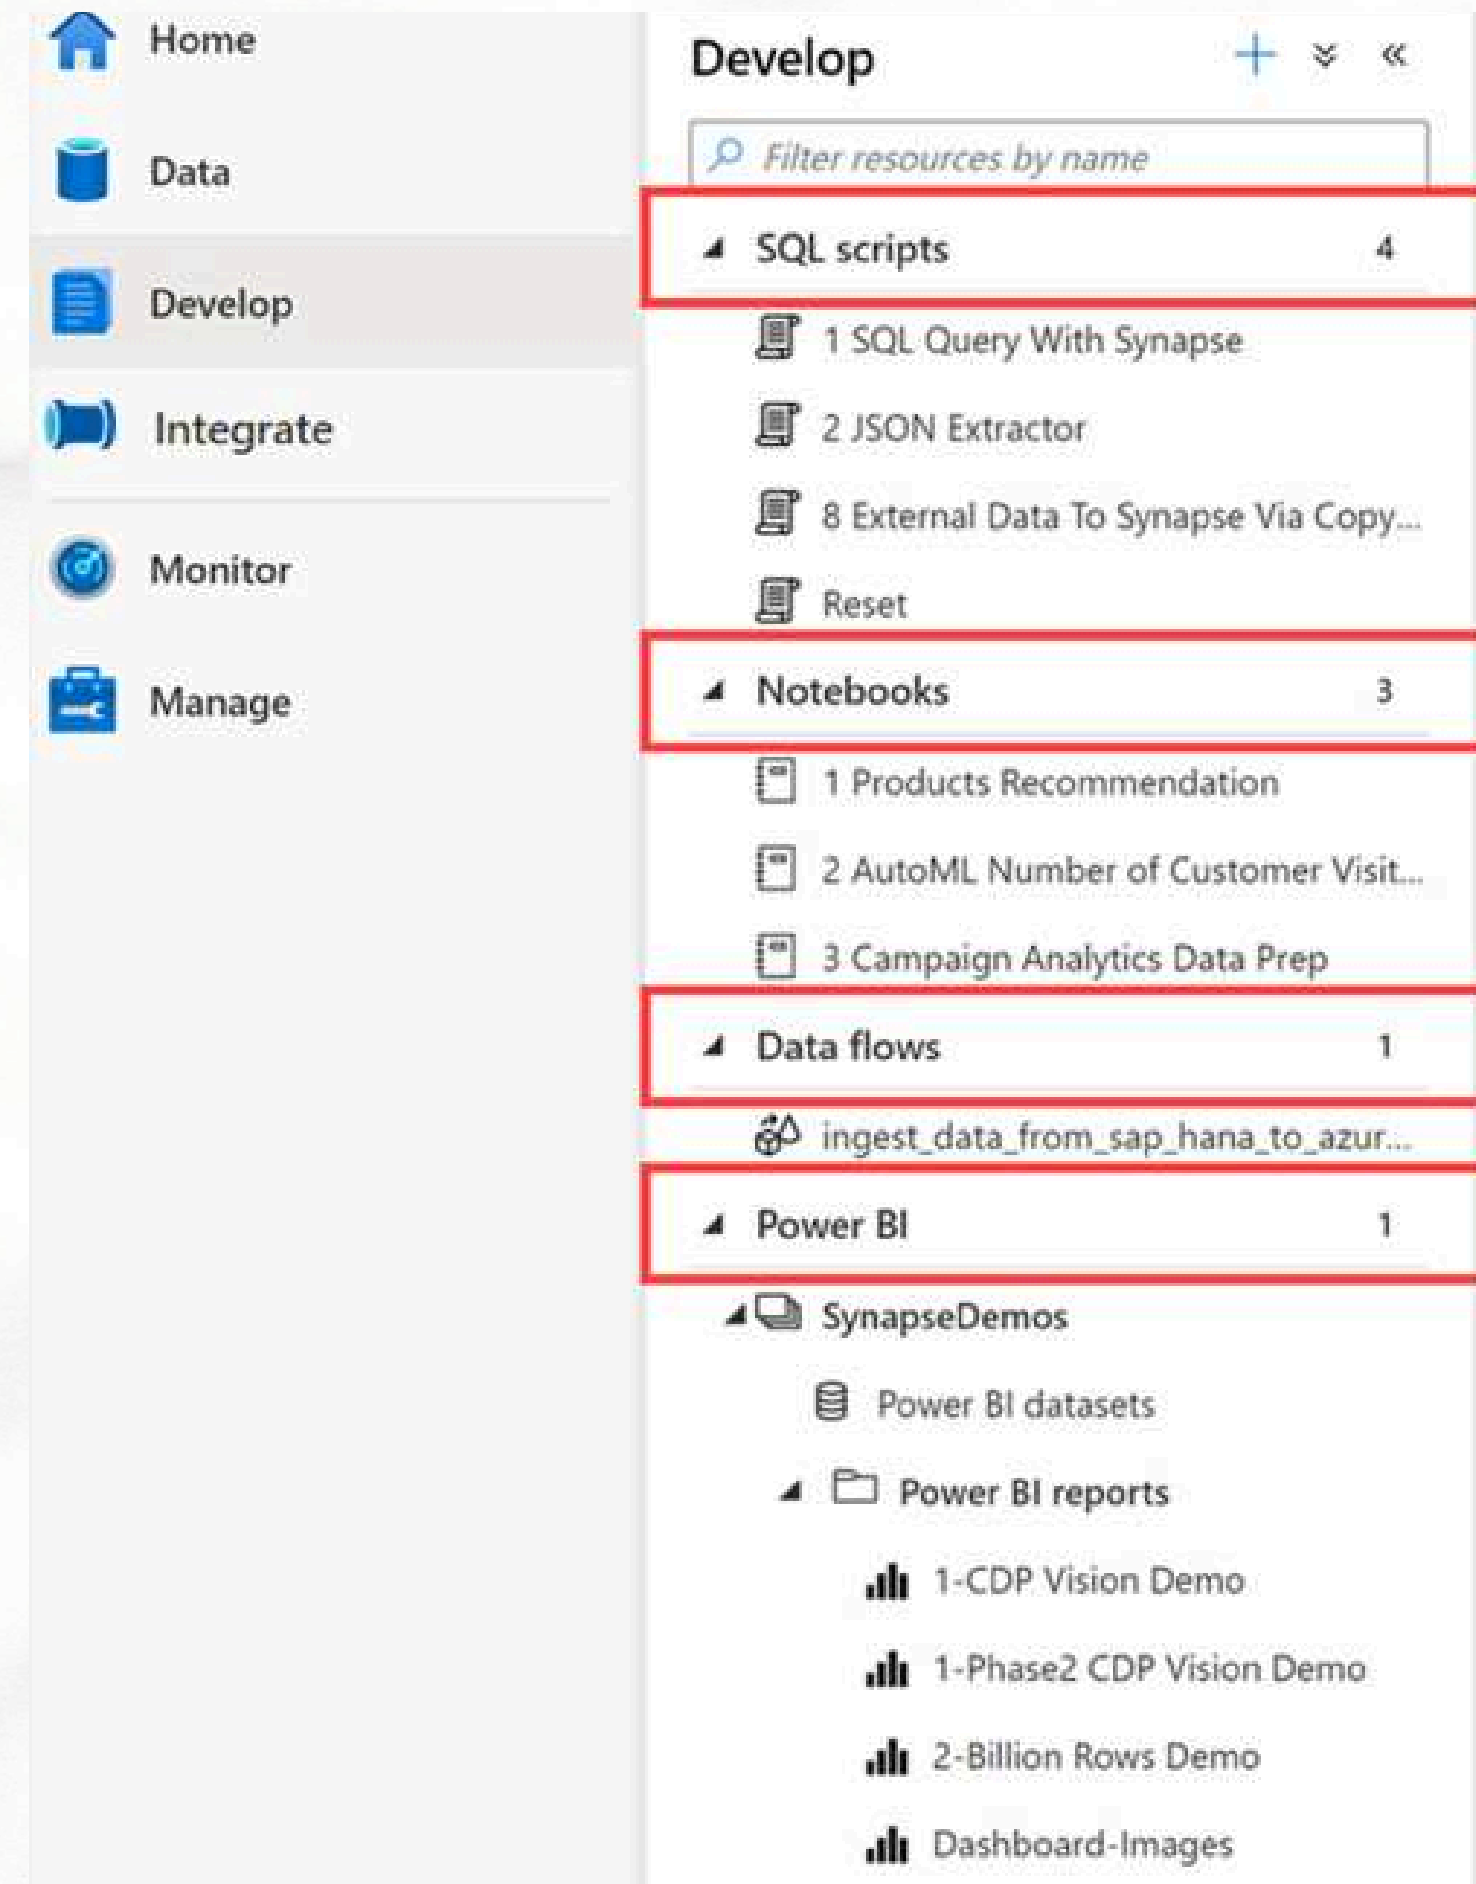 Home
Data
Develop
Integrate
Monitor
Manage
Develop
Filter resources by name
SQL scripts 4
1 SQL Query With Synapse
2 JSON Extractor
8 External Data To Synapse Via Copy...
Reset
Notebooks 3
1 Products Recommendation
2 AutoML Number of Customer Visit...
3 Campaign Analytics Data Prep
Data flows 1
ingest_data_from_sap_hana_to_azur...
Power BI 1
SynapseDemos
Power BI datasets
Power BI reports
1-CDP Vision Demo
1-Phase2 CDP Vision Demo
2-Billion Rows Demo
Dashboard-Images